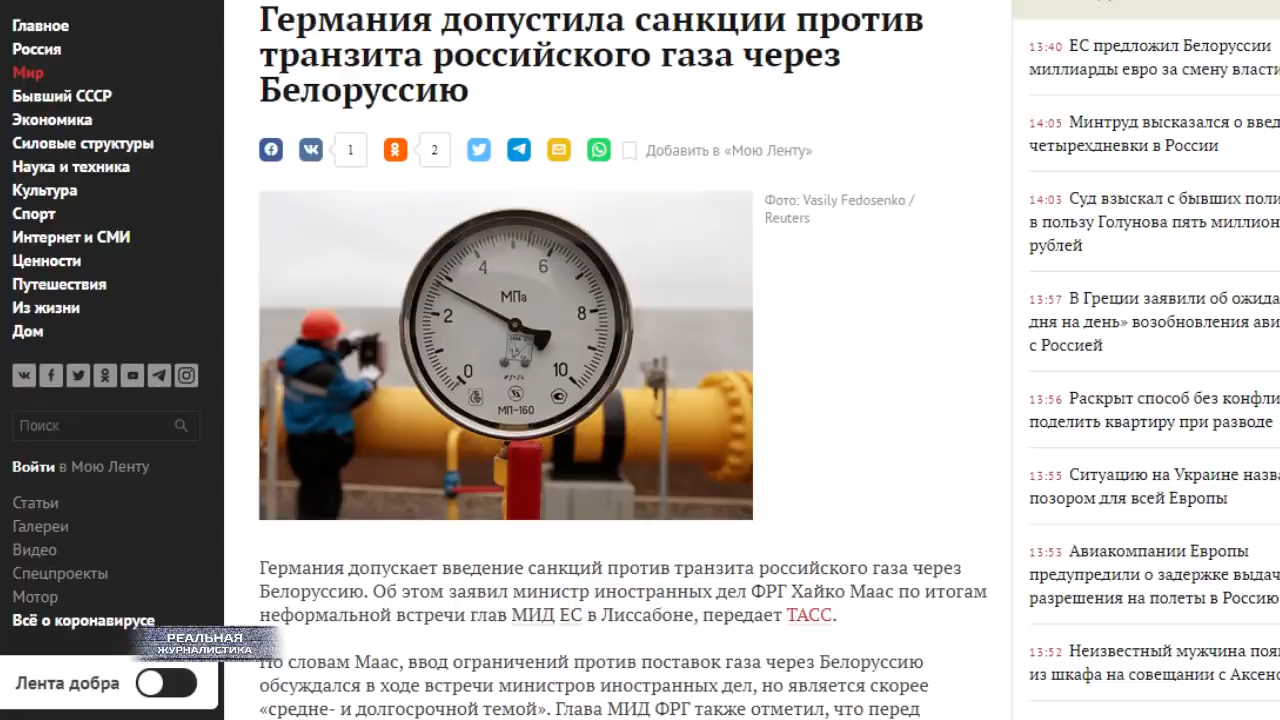 Главное
Россия
Мир
Бывший СССР
Экономика
Силовые структуры
Наука и техника
Культура
Спорт
Интернет и СМИ
Ценности
Путешествия
Из жизни
Дом
Поиск
Войти в Мою Ленту
Статьи
Галереи
Видео
Спецпроекты
Мотор
Всё о коронавирусе
РЕАЛЬНАЯ
ЖУРНАЛИСТИКА
Лента добра
Германия допустила санкции против
транзита российского газа через
Белоруссию
1
2
Добавить в «Мою Ленту»
Фото: Vasily Fedosenko /
Reuters
4
6
МПа
2
8
0
10
МП-160
Германия допускает введение санкций против транзита российского газа через
Белоруссию. Об этом заявил министр иностранных дел ФРГ Хайко Маас по итогам
неформальной встречи глав МИД ЕС в Лиссабоне, передает ТАСС.
По словам Маас, ввод ограничений против поставок газа через Белоруссию
обсуждался в ходе встречи министров иностранных дел, но является скорее
«средне- и долгосрочной темой». Глава МИД ФРГ также отметил, что перед
13:40 ЕС предложил Белоруссии
миллиарды евро за смену власти
14:05 Минтруд высказался о введ
четырехдневки в России
14:03 Суд взыскал с бывших поли
в пользу Голунова пять миллион
рублей
13:57 В Греции заявили об ожида
дня на день» возобновления ави
с Россией
13:56 Раскрыт способ без конфли
поделить квартиру при разводе
13:55 Ситуацию на Украине назва
позором для всей Европы
13:53 Авиакомпании Европы
предупредили о задержке выдач
разрешения на полеты в Россию
13:52 Неизвестный мужчина появ
из шкафа на совещании с Аксено